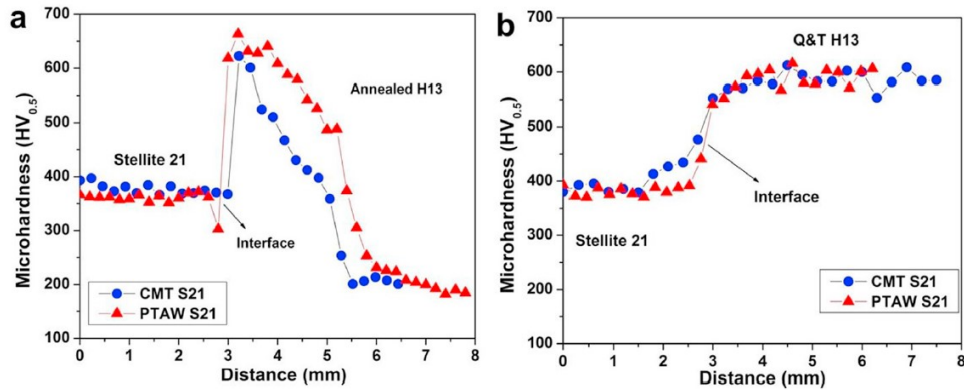 a
Microhardness (HV0.5)
700
600
500
400
300
200
100
Annealed H13
Stellite 21
Interface
CMT S21
PTAW S21
0 1 2 3 4 5 6 7 8
Distance (mm)
b
Microhardness (HV0.5)
700
600
500
400
300
200
100
Q&T H13
Interface
Stellite 21
CMT S21
PTAW S21
0 1 2 3 4 5 6 7 8
Distance (mm)